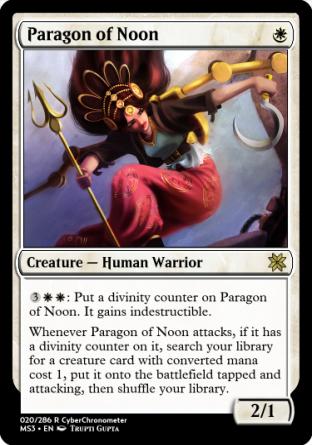 Paragon of Noon
Creature — Human Warrior
3: Put a divinity counter on Paragon
of Noon. It gains indestructible.
Whenever Paragon of Noon attacks, if it has
a divinity counter on it, search your library
for a creature card with converted mana
cost 1, put it onto the battlefield tapped and
attacking, then shuffle your library.
2/1
020/286 R CyberChronometer
MS3 • EN Trupti Gupta